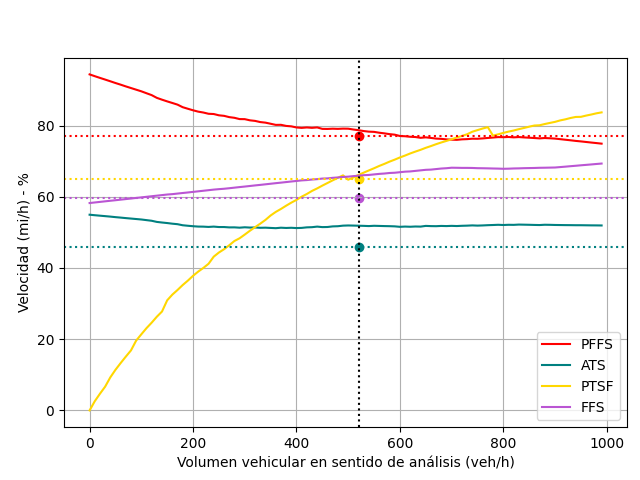 80
60
40
20
0
Velocidad (mi/h) - %
0 200 400 600 800 1000
Volumen vehicular en sentido de análisis (veh/h)
PFFS
ATS
PTSF
FFS